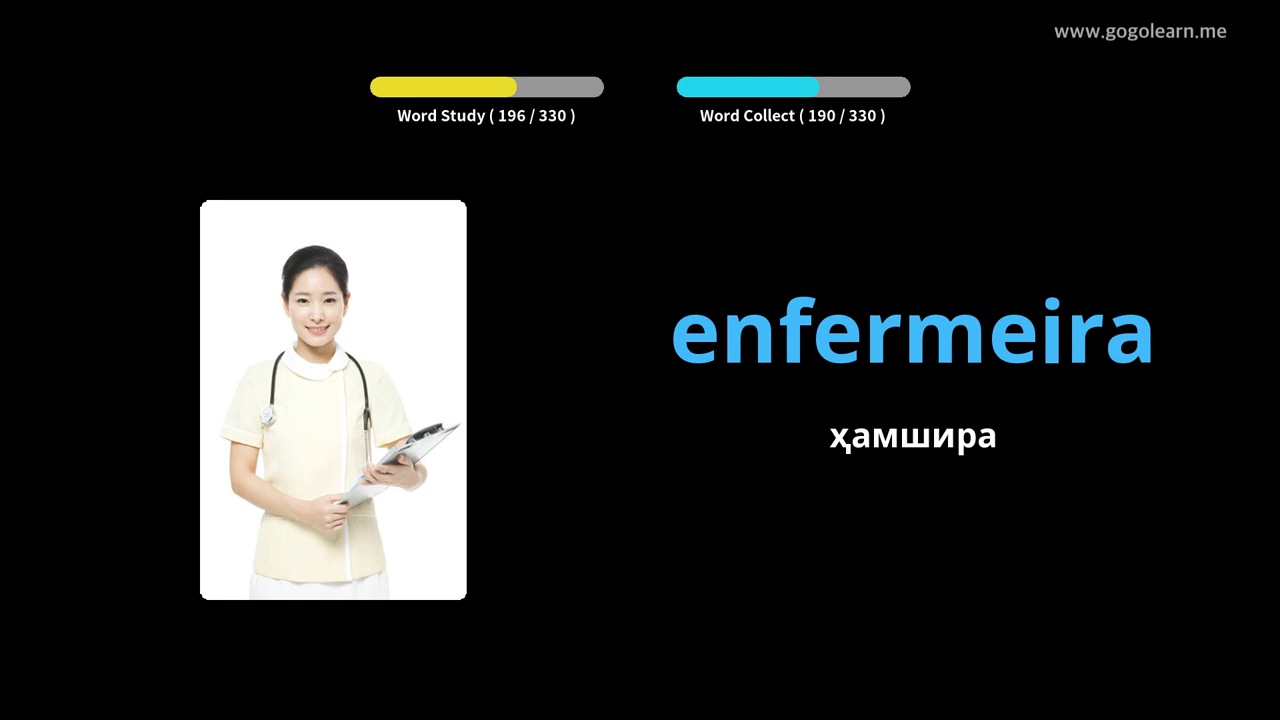 www.gogolearn.me
Word Study ( 196 / 330 )
Word Collect ( 190 / 330 )
enfermeira
ҳамшира